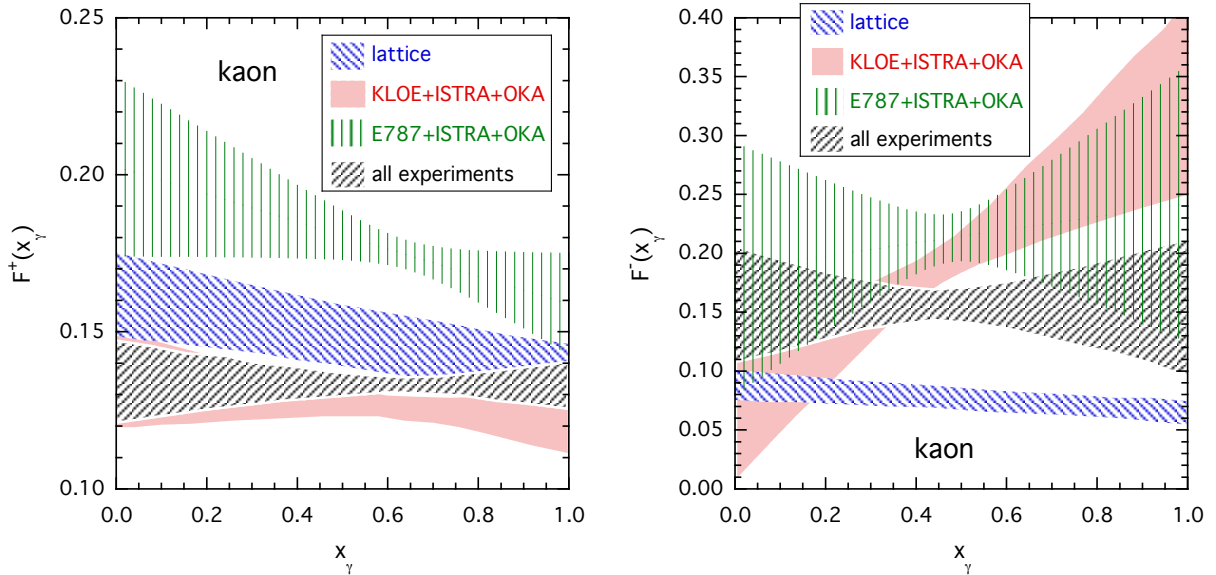 0.25
0.20
0.15
0.10
F⁺(xᵧ)
kaon
lattice
KLOE+ISTRA+OKA
E787+ISTRA+OKA
all experiments
0.0 0.2 0.4 0.6 0.8 1.0
xᵧ
0.40
0.35
0.30
0.25
0.20
0.15
0.10
0.05
0.00
F⁻(xᵧ)
lattice
KLOE+ISTRA+OKA
E787+ISTRA+OKA
all experiments
kaon
0.0 0.2 0.4 0.6 0.8 1.0
xᵧ